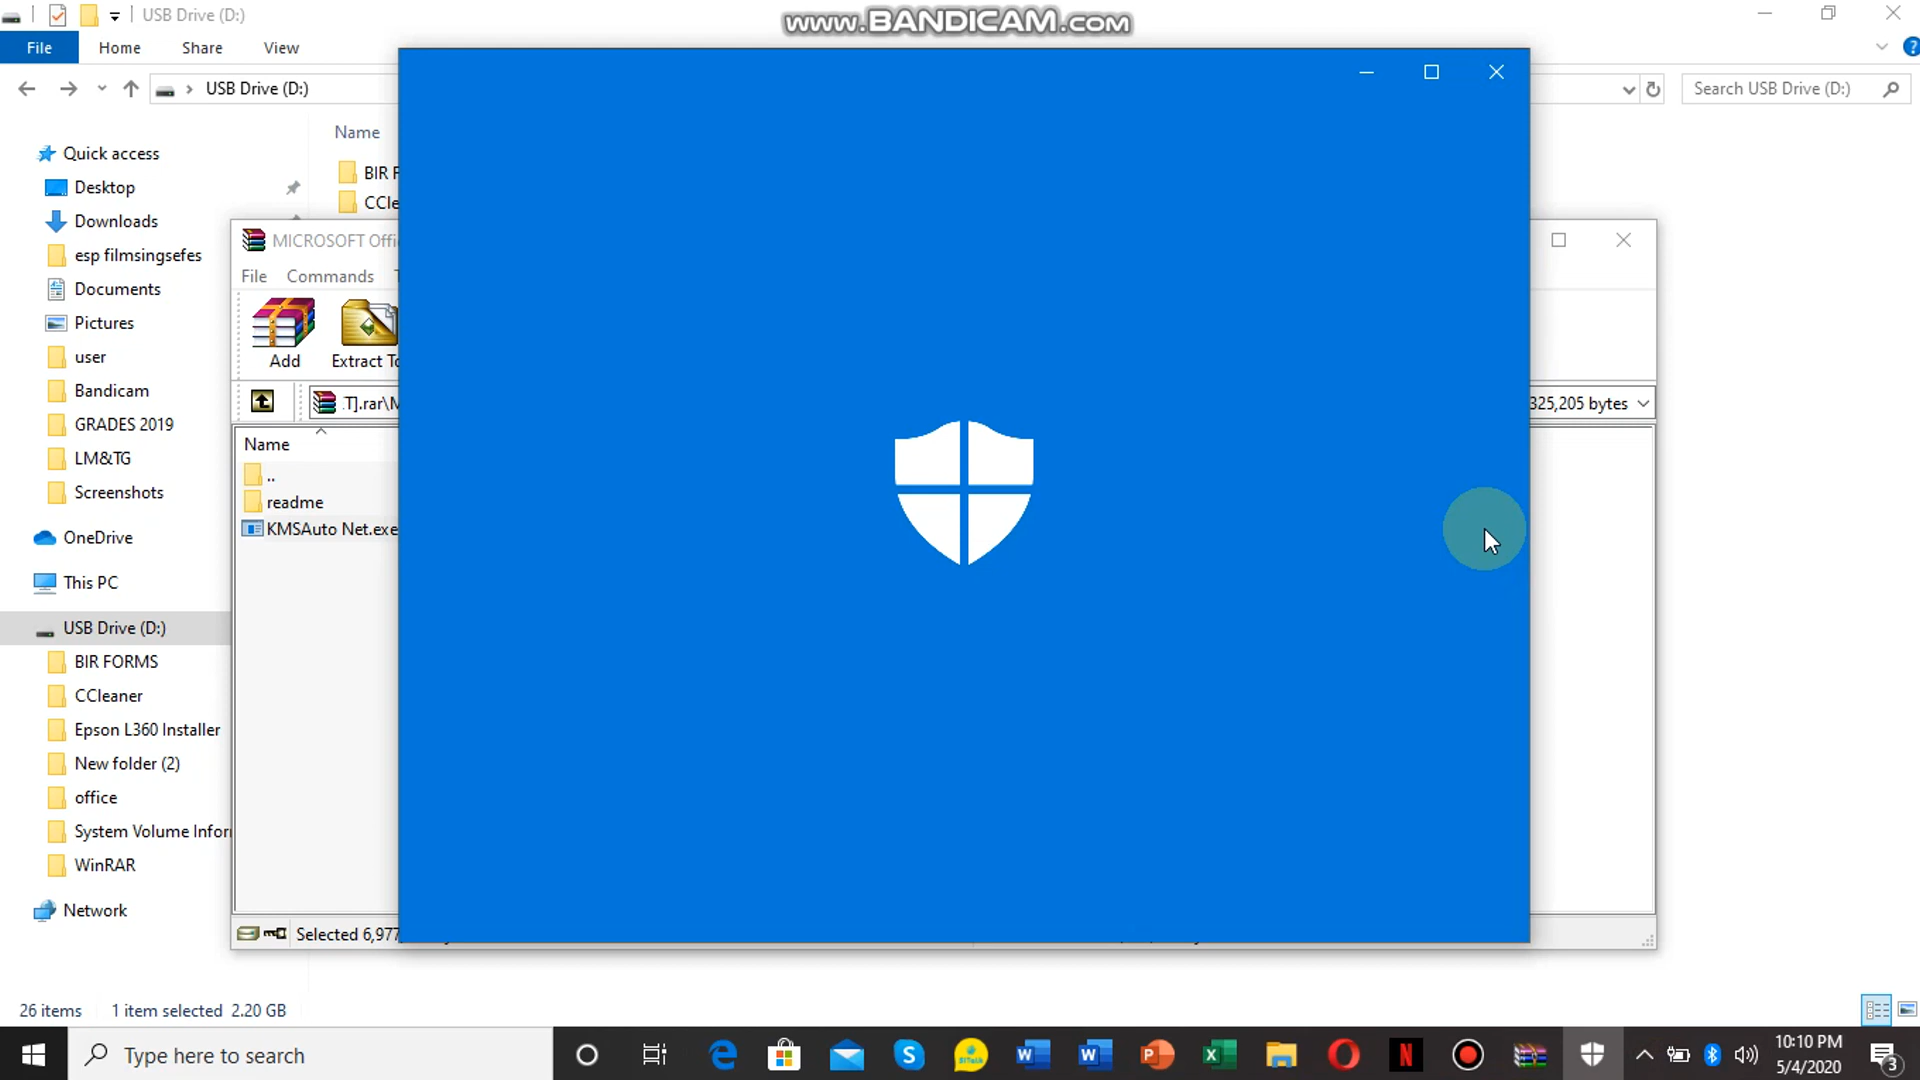 USB Drive (D:)
www.BANDICAM.com
File Home Share View
USB Drive (D:)
Search USB Drive (D:)
Name
Quick access
Desktop
Downloads
esp filmsingsefes
Documents
Pictures
user
Bandicam
GRADES 2019
LM&TG
Screenshots
OneDrive
This PC
USB Drive (D:)
BIR FORMS
CCleaner
Epson L360 Installer
New folder (2)
office
System Volume Infor
WinRAR
Network
BIR F
CCle
MICROSOFT Offi
File Commands T
Add Extract To
T].rar\M
325,205 bytes
Name
..
readme
KMSAuto Net.exe
Selected 6,977
26 items 1 item selected 2.20 GB
Type here to search
10:10 PM
5/4/2020
3